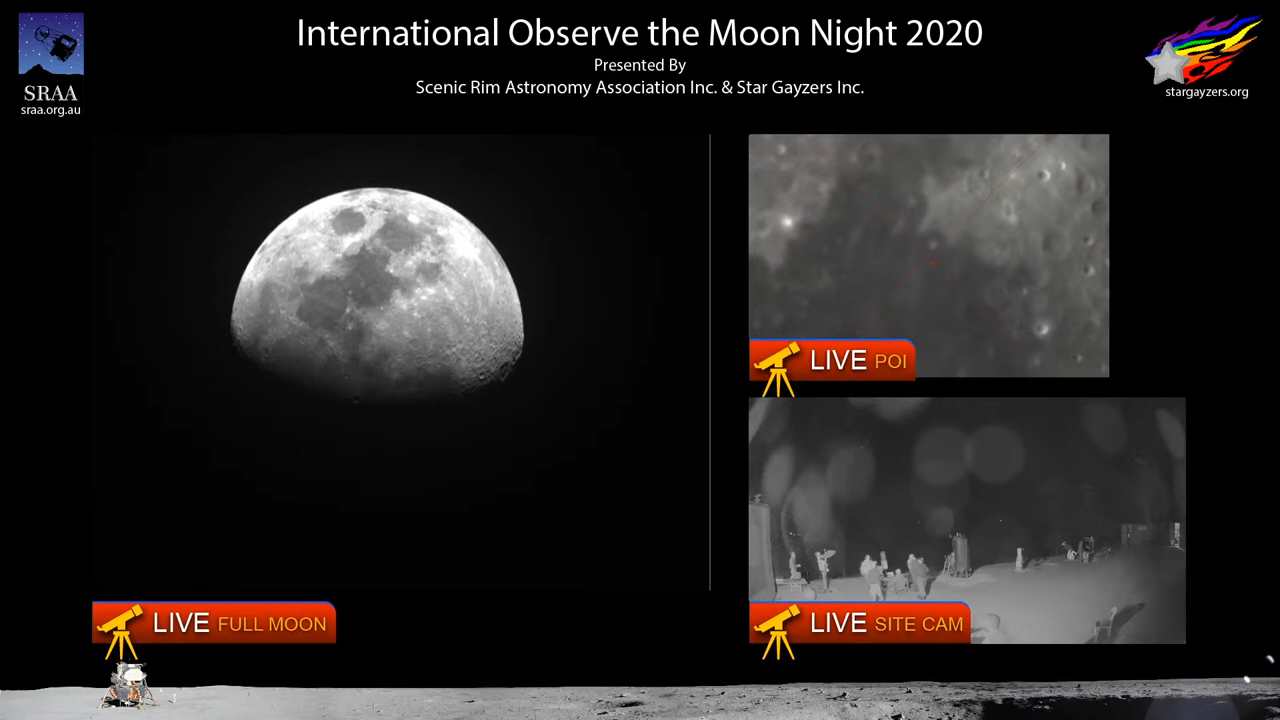 International Observe the Moon Night 2020
Presented By
Scenic Rim Astronomy Association Inc. & Star Gayzers Inc.
SRAA
sraa.org.au
stargayzers.org
LIVE POI
LIVE FULL MOON
LIVE SITE CAM